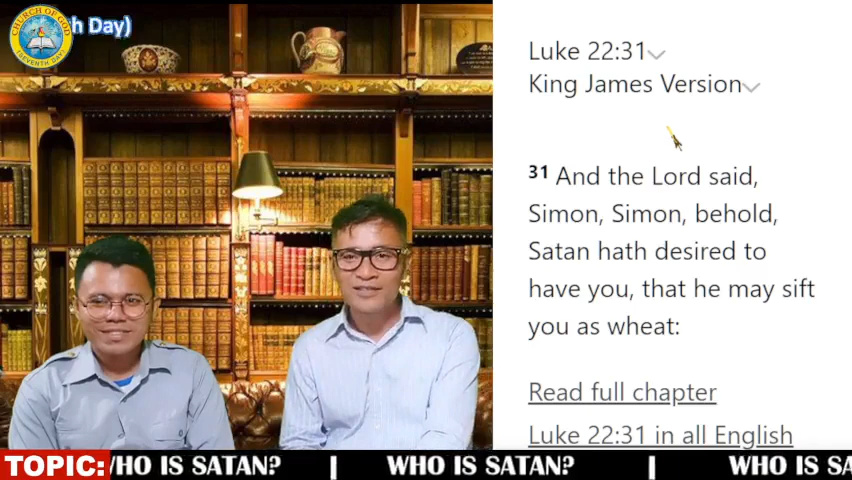 CHURCH OF GOD
(SEVENTH DAY)
h Day)
Luke 22:31
King James Version
31 And the Lord said,
Simon, Simon, behold,
Satan hath desired to
have you, that he may sift
you as wheat:
Read full chapter
Luke 22:31 in all English
TOPIC: WHO IS SATAN? | WHO IS SATAN? | WHO IS SA